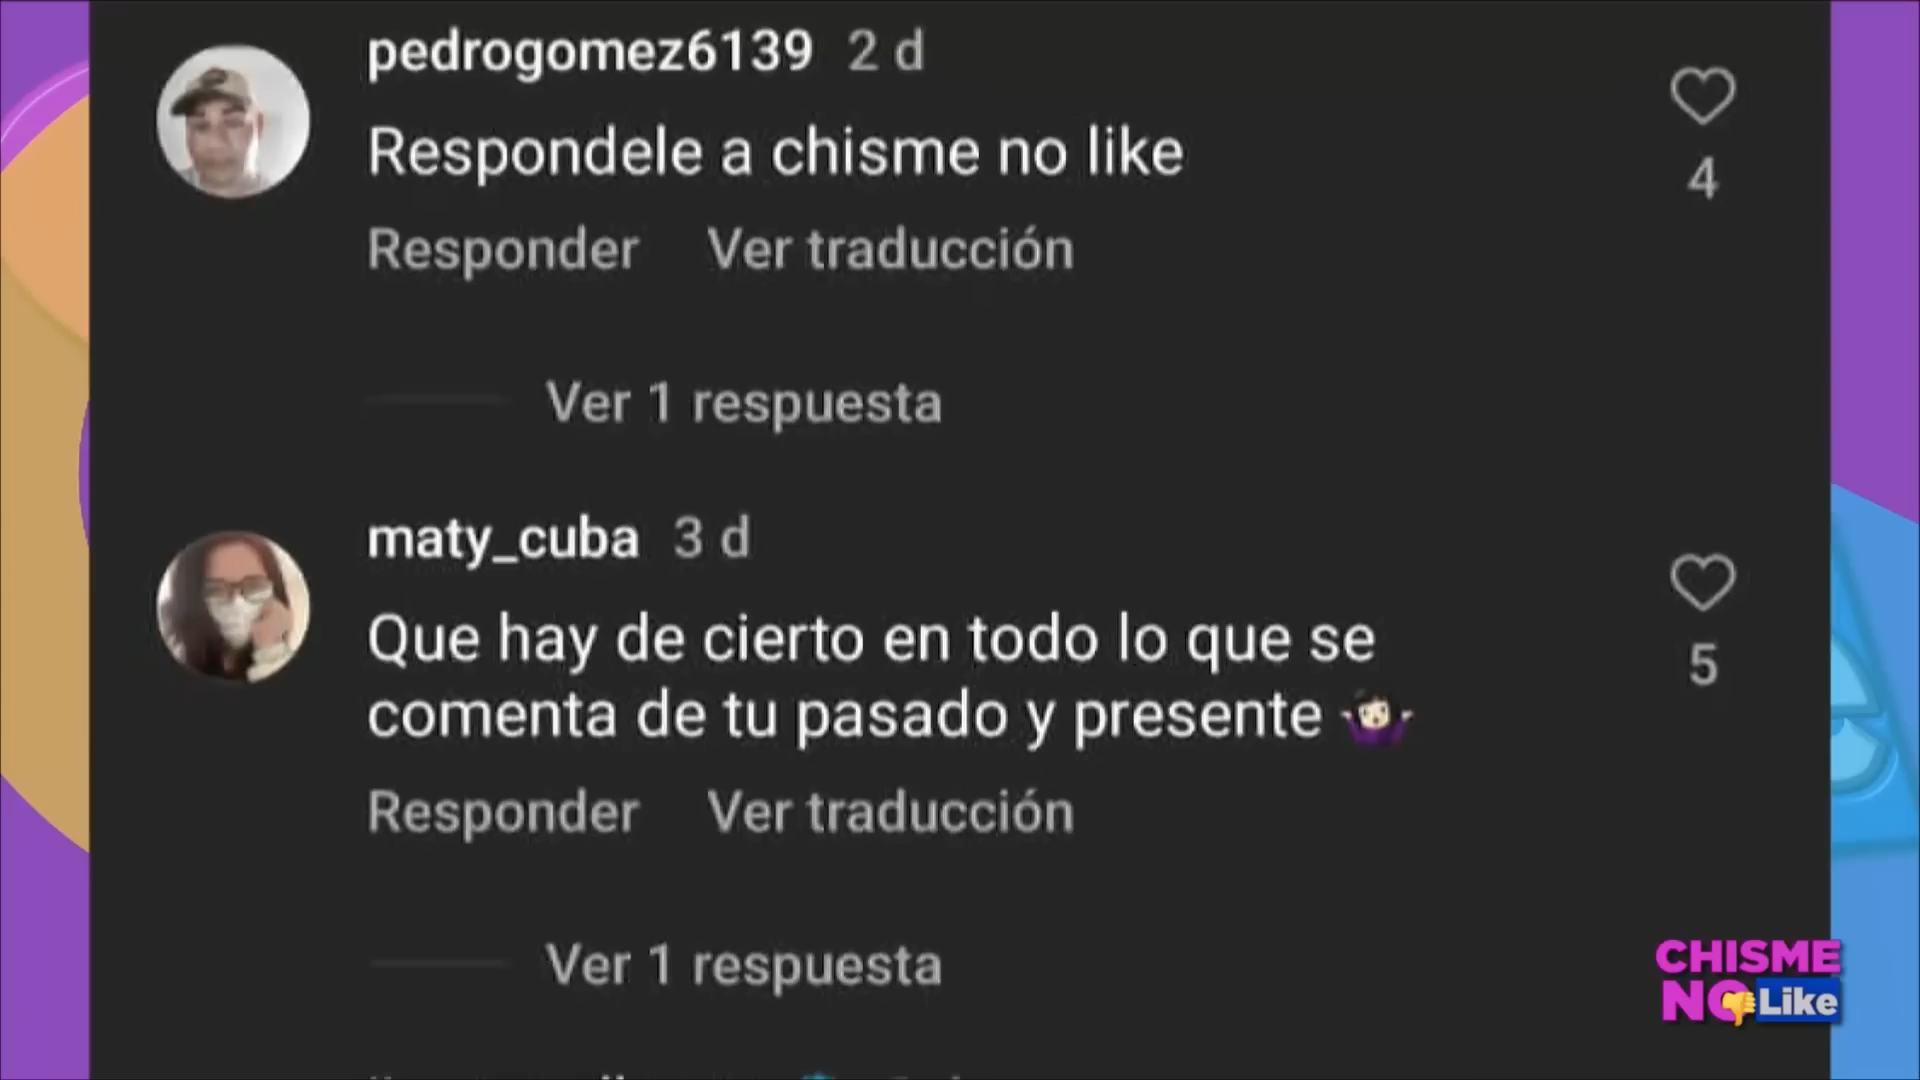 pedrogomez6139 2 d
Respondele a chisme no like
4
Responder Ver traducción
Ver 1 respuesta
maty_cuba 3 d
Que hay de cierto en todo lo que se
comenta de tu pasado y presente 🤷🏻‍♀️
5
Responder Ver traducción
Ver 1 respuesta
CHISME
NO Like